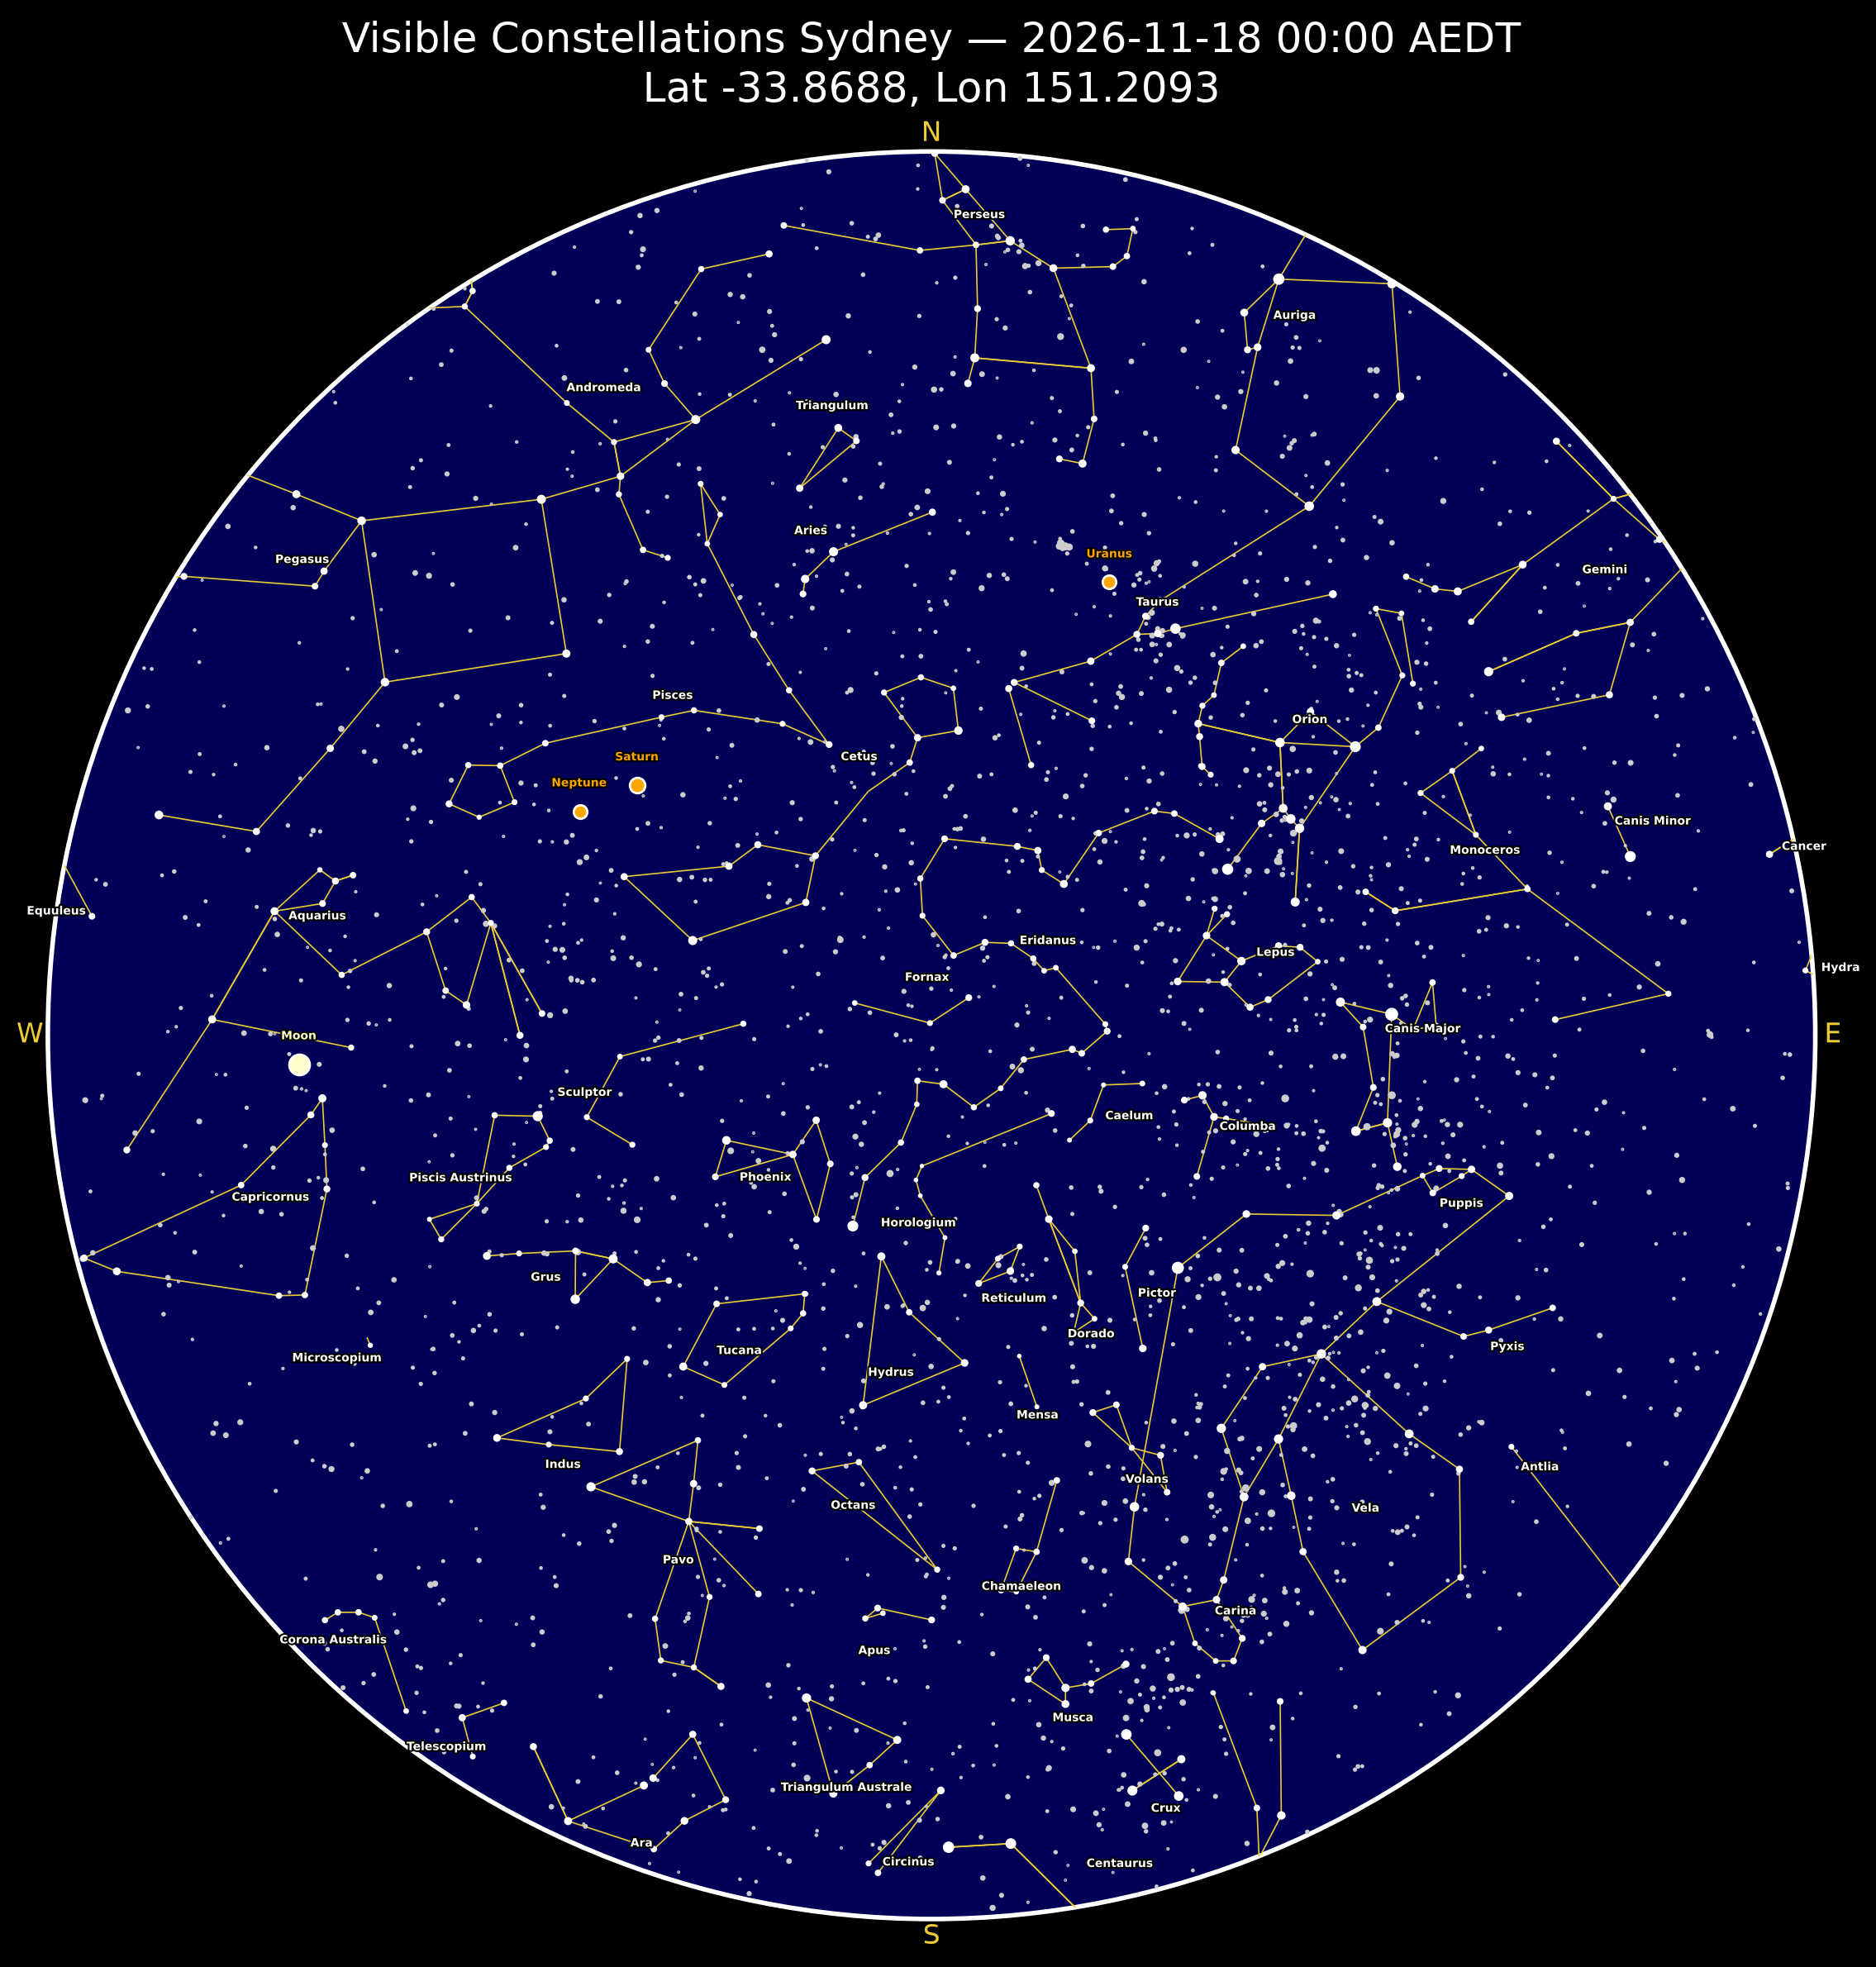 Visible Constellations Sydney — 2026-11-18 00:00 AEDT
Lat -33.8688, Lon 151.2093
N
Perseus
Auriga
Andromeda
Triangulum
Aries
Uranus
Pegasus
Gemini
Taurus
Pisces
Orion
Saturn
Cetus
Neptune
Canis Minor
Cancer
Monoceros
Equuleus
Aquarius
Eridanus
Lepus
Hydra
Fornax
Canis Major
W
Moon
E
Sculptor
Caelum
Columba
Piscis Austrinus
Phoenix
Capricornus
Puppis
Horologium
Grus
Pictor
Reticulum
Dorado
Pyxis
Tucana
Microscopium
Hydrus
Mensa
Indus
Antlia
Volans
Octans
Vela
Pavo
Chamaeleon
Carina
Corona Australis
Apus
Musca
Telescopium
Triangulum Australe
Crux
Ara
Circinus
Centaurus
S